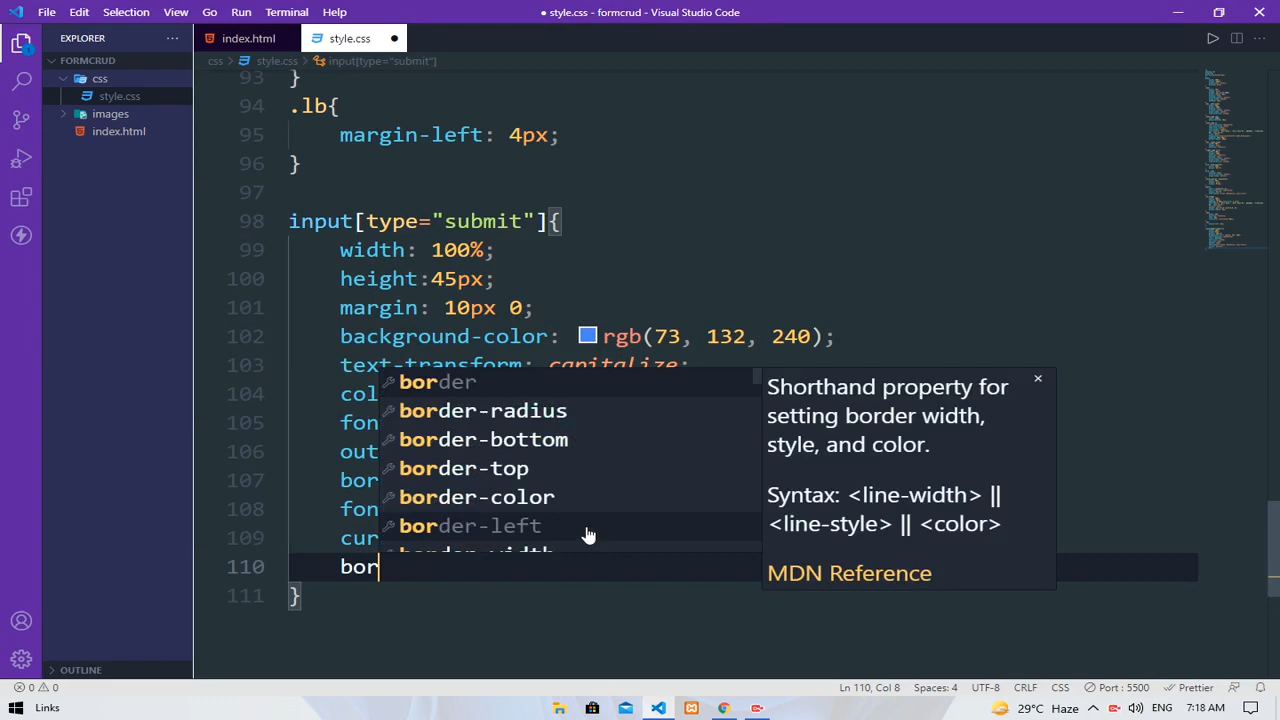 File Edit Selection View Go Run Terminal Help
● style.css - formcrud - Visual Studio Code
EXPLORER
index.html
style.css
FORMCRUD
css
style.css
images
index.html
OUTLINE
css > style.css > input[type="submit"]
93 }
94 .lb{
95 margin-left: 4px;
96 }
97
98 input[type="submit"]{
99 width: 100%;
100 height:45px;
101 margin: 10px 0;
102 background-color: rgb(73, 132, 240);
103 text-transform: capitalize;
104 col
105 fon
106 out
107 bor
108 fon
109 cur
110 bor
111 }
border
border-radius
border-bottom
border-top
border-color
border-left
border-width
Shorthand property for
setting border width,
style, and color.
Syntax: <line-width> ||
<line-style> || <color>
MDN Reference
0 0
Ln 110, Col 8 Spaces: 4 UTF-8 CRLF CSS Port : 5500 Prettier
Links
29°C Haze
7:18 AM